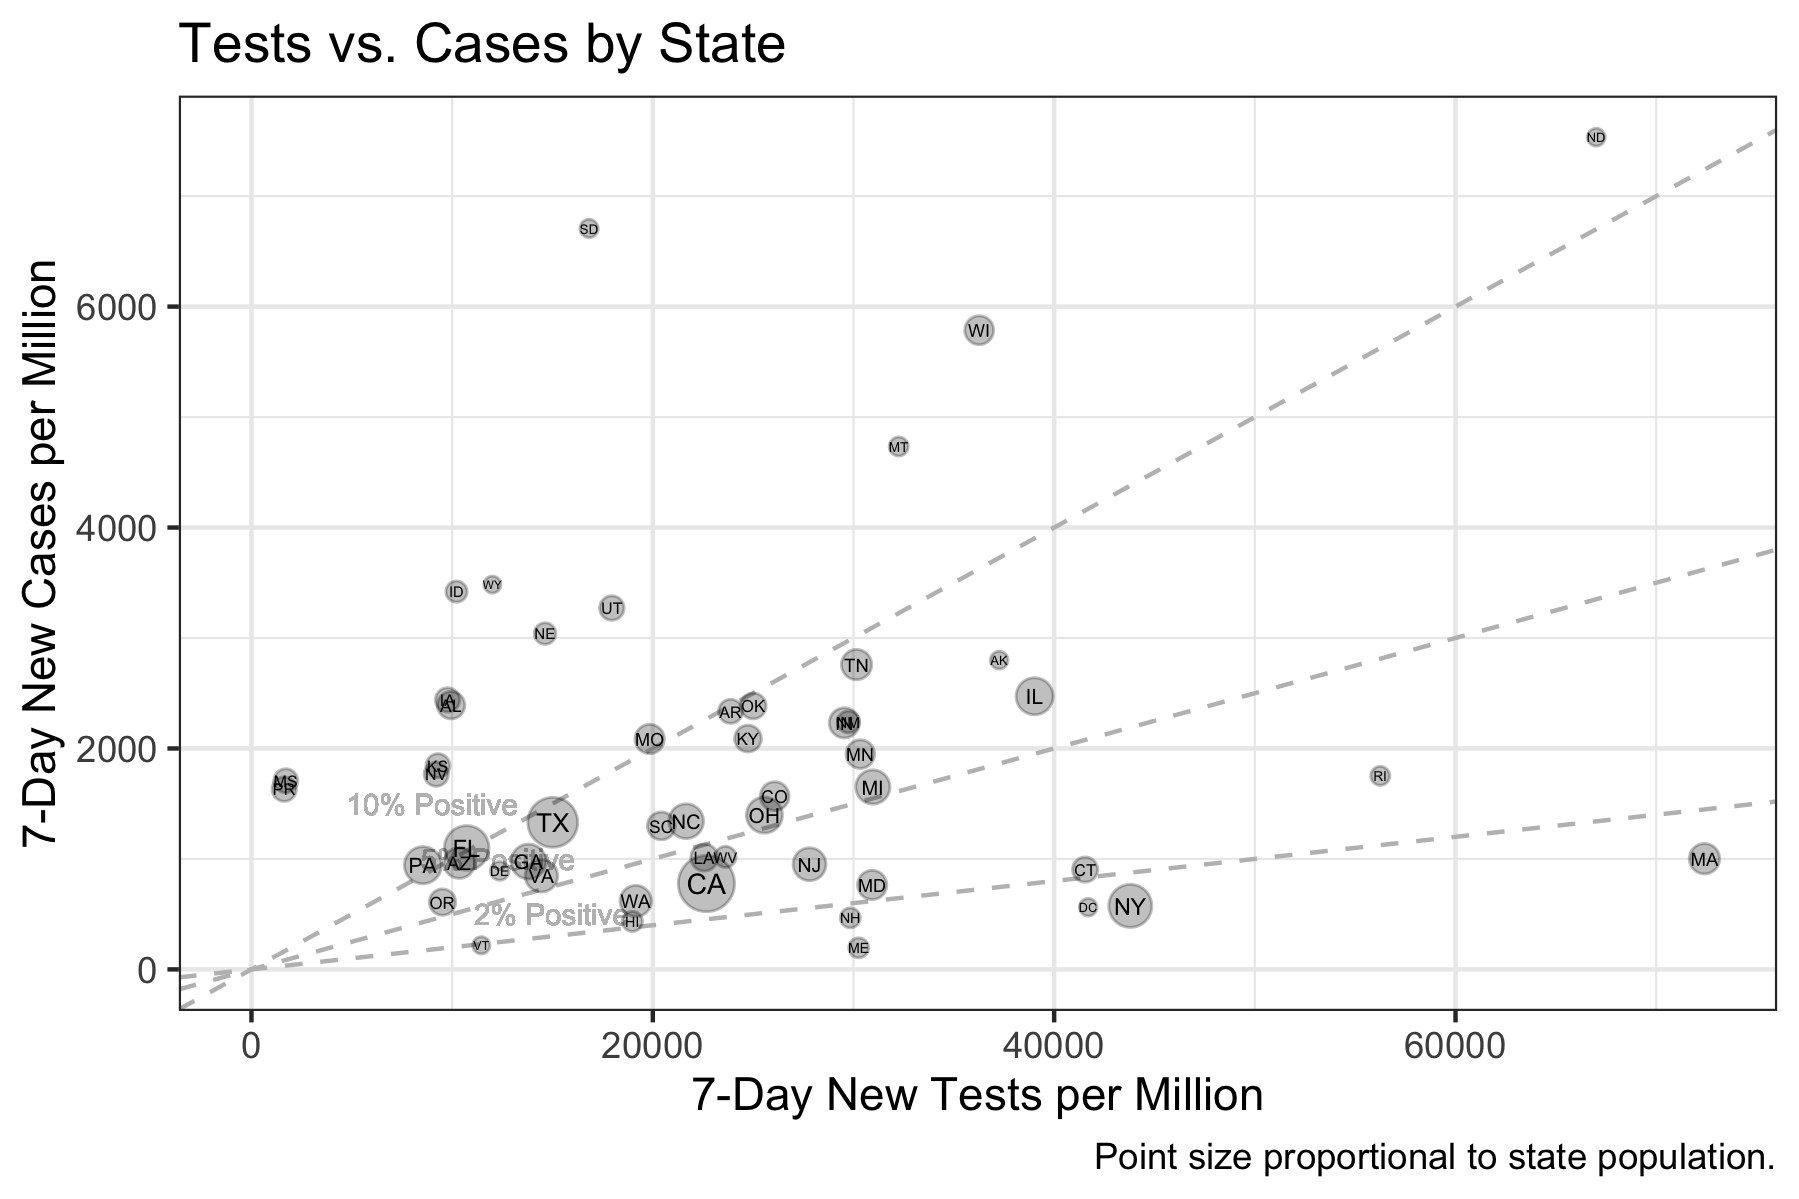 Tests vs. Cases by State
7-Day New Cases per Million
6000
4000
2000
0
ND
SD
WI
MT
ID
WY
UT
NE
TN
AK
IL
IA
AL
AR
OK
IN
NM
MO
KY
MN
KS
NV
MS
PR
MI
RI
10% Positive
CO
TX
SC
NC
OH
FL
5% Positive
PA
AZ
DE
GA
VA
LA
WV
NJ
CT
MA
CA
MD
OR
WA
2% Positive
HI
NH
DC
NY
VT
ME
0
20000
40000
60000
7-Day New Tests per Million
Point size proportional to state population.